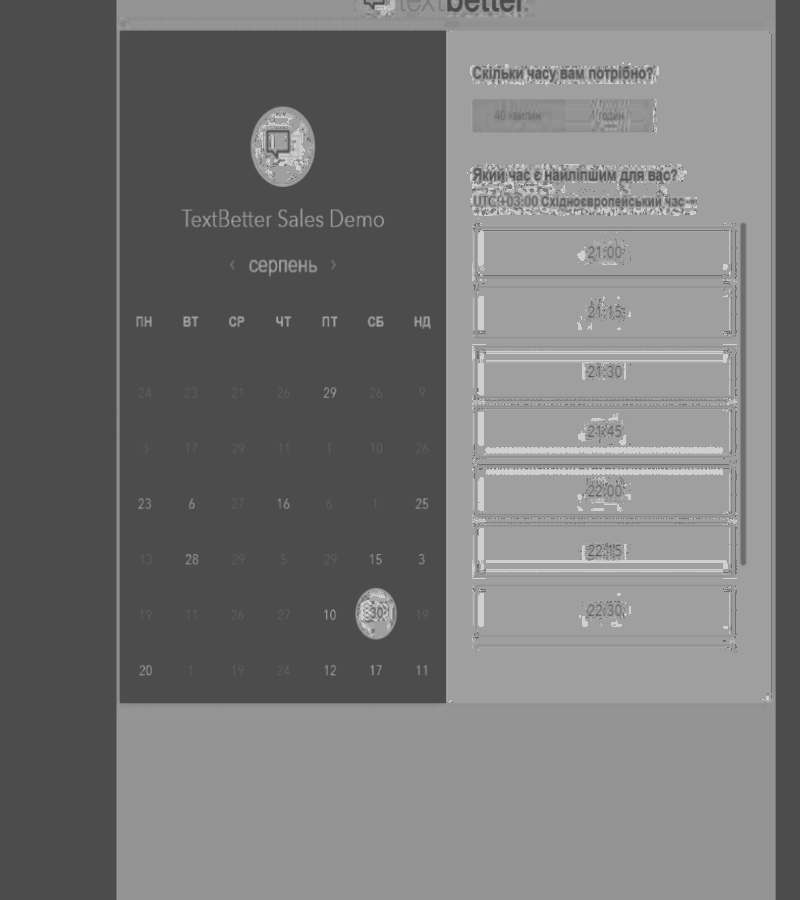 textbetter
TextBetter Sales Demo
‹ серпень ›
ПН ВТ СР ЧТ ПТ СБ НД
24 23 21 26 29 26 9
3 17 29 11 1 10 26
23 6 27 16 6 1 25
13 28 29 5 29 15 3
19 11 26 27 10 30 19
20 1 19 24 12 17 11
Скільки часу вам потрібно?
40 хвилин 1 годин
Який час є найліпшим для вас?
UTC +03:00 Східноєвропейський час
21:00
21:15
21:30
21:45
22:00
22:15
22:30